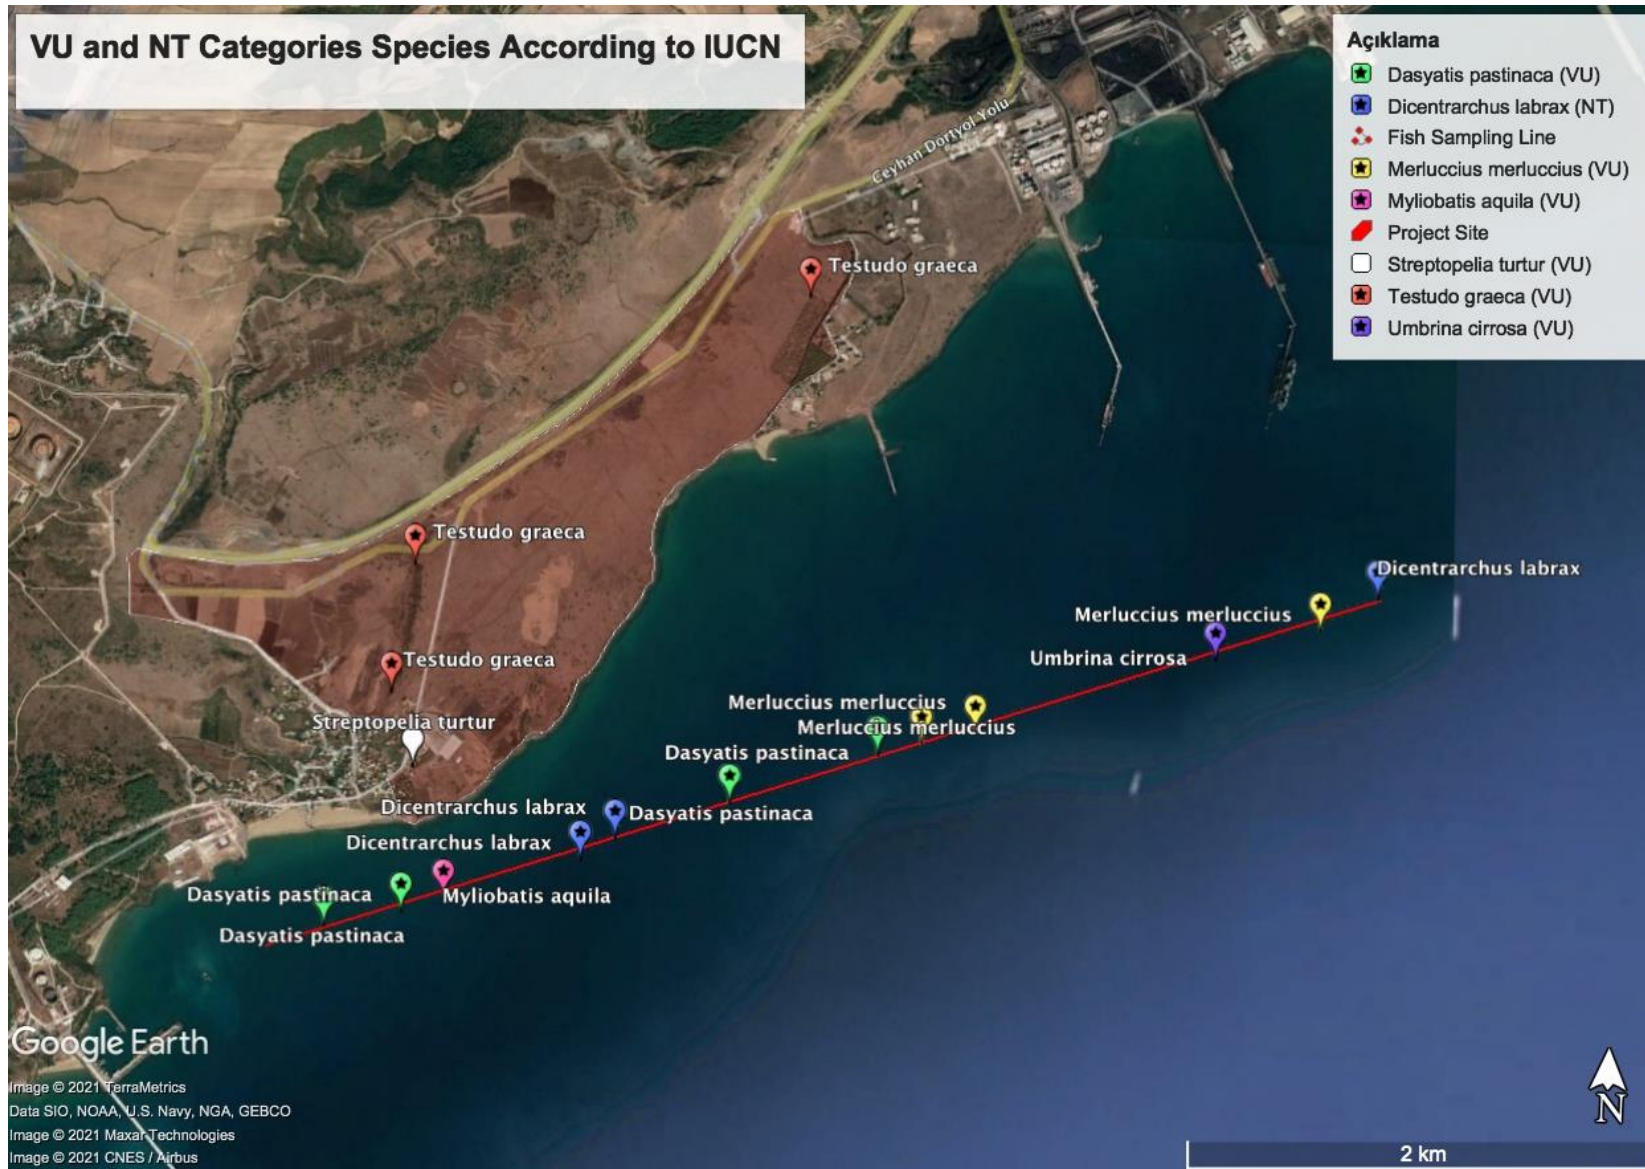 VU and NT Categories Species According to IUCN
Açıklama
Dasyatis pastinaca (VU)
Dicentrarchus labrax (NT)
Fish Sampling Line
Merluccius merluccius (VU)
Myliobatis aquila (VU)
Project Site
Streptopelia turtur (VU)
Testudo graeca (VU)
Umbrina cirrosa (VU)
Ceyhan Dörtyol Yolu
Testudo graeca
Testudo graeca
Dicentrarchus labrax
Merluccius merluccius
Umbrina cirrosa
Testudo graeca
Merluccius merluccius
Streptopelia turtur
Merluccius merluccius
Dasyatis pastinaca
Dicentrarchus labrax
Dasyatis pastinaca
Dicentrarchus labrax
Dasyatis pastinaca
Myliobatis aquila
Dasyatis pastinaca
Google Earth
Image © 2021 TerraMetrics
Data SIO, NOAA, U.S. Navy, NGA, GEBCO
Image © 2021 Maxar Technologies
Image © 2021 CNES / Airbus
N
2 km